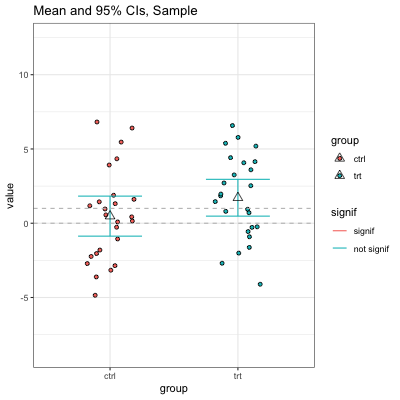 Mean and 95% CIs, Sample
10
5
0
-5
value
ctrl
trt
group
group
ctrl
trt
signif
signif
not signif